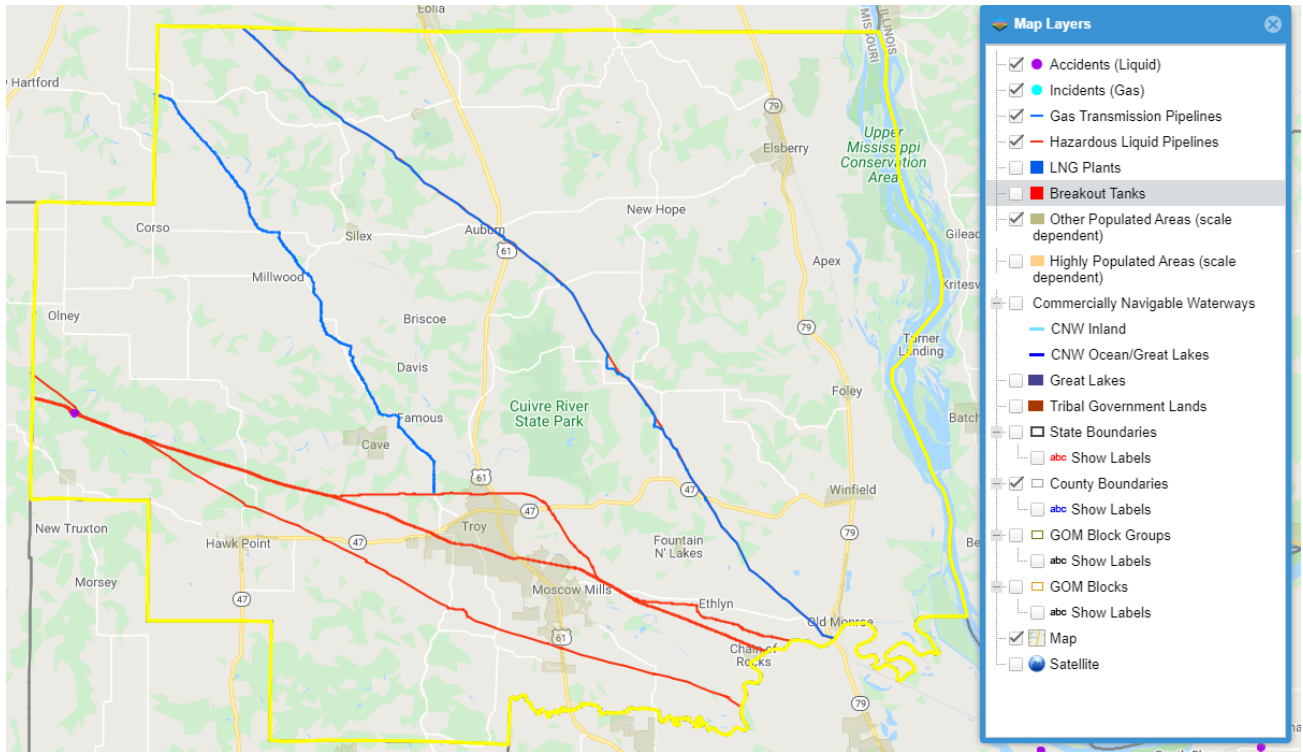 Eolia
New Hartford
MISSOURI
ILLINOIS
79
Elsberry
Upper
Mississippi
Conservation
Area
New Hope
Corso
Silex
Auburn
61
Gilead
Apex
Millwood
Olney
Briscoe
79
Turner
Landing
Davis
Foley
Famous
Cuivre River
State Park
Cave
Batch
61
47
Winfield
New Truxton
Troy
47
Hawk Point
47
79
Fountain
N' Lakes
Morsey
Moscow Mills
47
Ethlyn
Old Monroe
61
Chain of
Rocks
79
Map Layers
Accidents (Liquid)
Incidents (Gas)
Gas Transmission Pipelines
Hazardous Liquid Pipelines
LNG Plants
Breakout Tanks
Other Populated Areas (scale
dependent)
Highly Populated Areas (scale
dependent)
Commercially Navigable Waterways
CNW Inland
CNW Ocean/Great Lakes
Great Lakes
Tribal Government Lands
State Boundaries
abc Show Labels
County Boundaries
abc Show Labels
GOM Block Groups
abc Show Labels
GOM Blocks
abc Show Labels
Map
Satellite